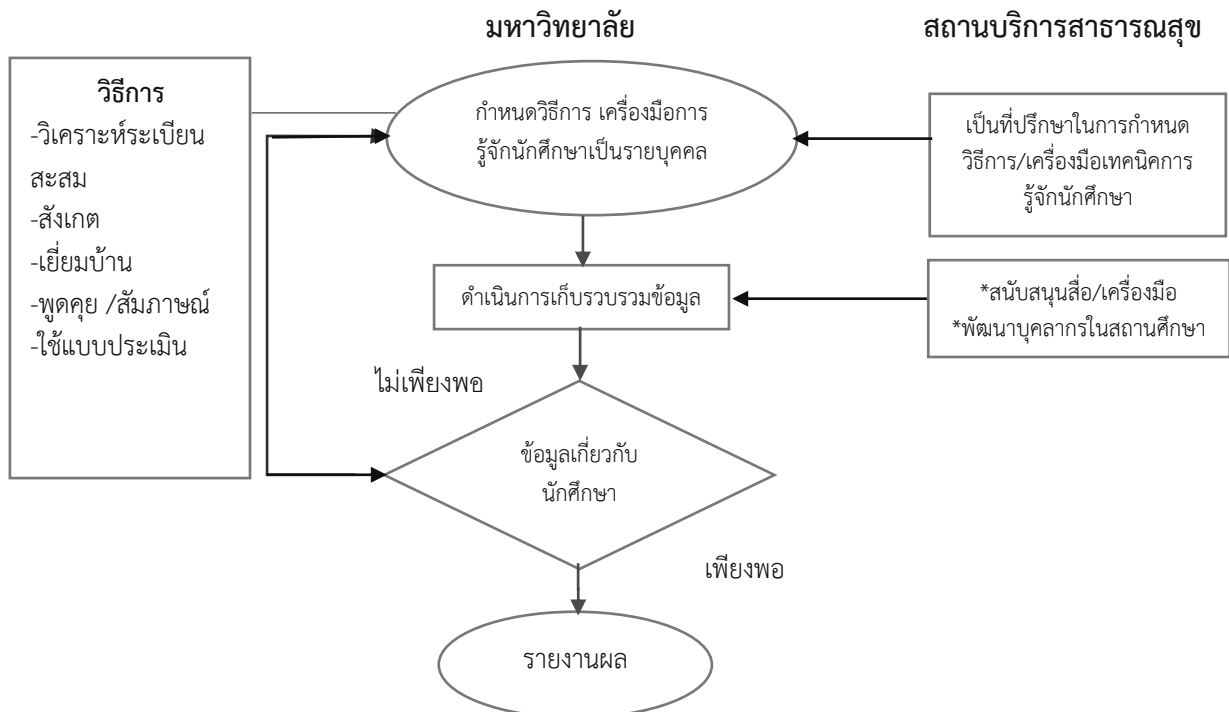 มหาวิทยาลัย
สถานบริการสาธารณสุข
วิธีการ
-วิเคราะห์ระเบียน
สะสม
-สังเกต
-เยี่ยมบ้าน
-พูดคุย /สัมภาษณ์
-ใช้แบบประเมิน
กำหนดวิธีการ เครื่องมือการ
รู้จักนักศึกษาเป็นรายบุคคล
เป็นที่ปรึกษาในการกำหนด
วิธีการ/เครื่องมือเทคนิคการ
รู้จักนักศึกษา
ดำเนินการเก็บรวบรวมข้อมูล
*สนับสนุนสื่อ/เครื่องมือ
*พัฒนาบุคลากรในสถานศึกษา
ไม่เพียงพอ
ข้อมูลเกี่ยวกับ
นักศึกษา
เพียงพอ
รายงานผล